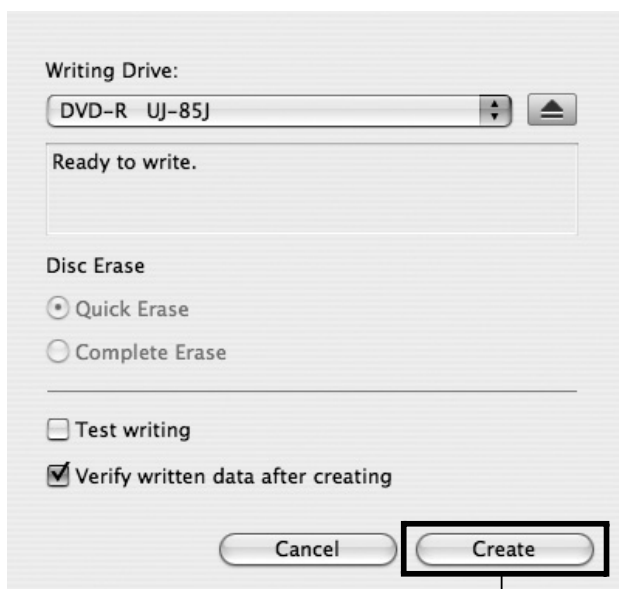 Writing Drive:
DVD-R UJ-85J
Ready to write.
Disc Erase
Quick Erase
Complete Erase
Test writing
Verify written data after creating
Cancel Create